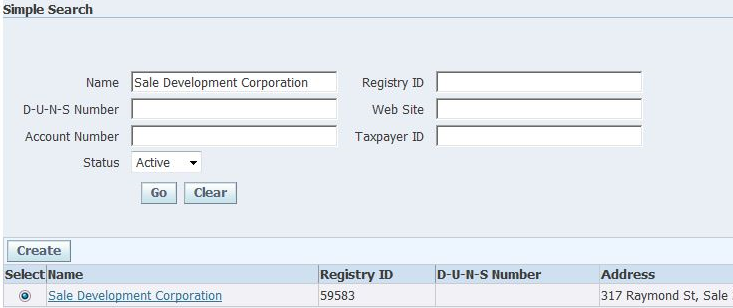 Simple Search
Name Sale Development Corporation Registry ID
D-U-N-S Number Web Site
Account Number Taxpayer ID
Status Active
Go Clear
Create
Select Name Registry ID D-U-N-S Number Address
Sale Development Corporation 59583 317 Raymond St, Sale